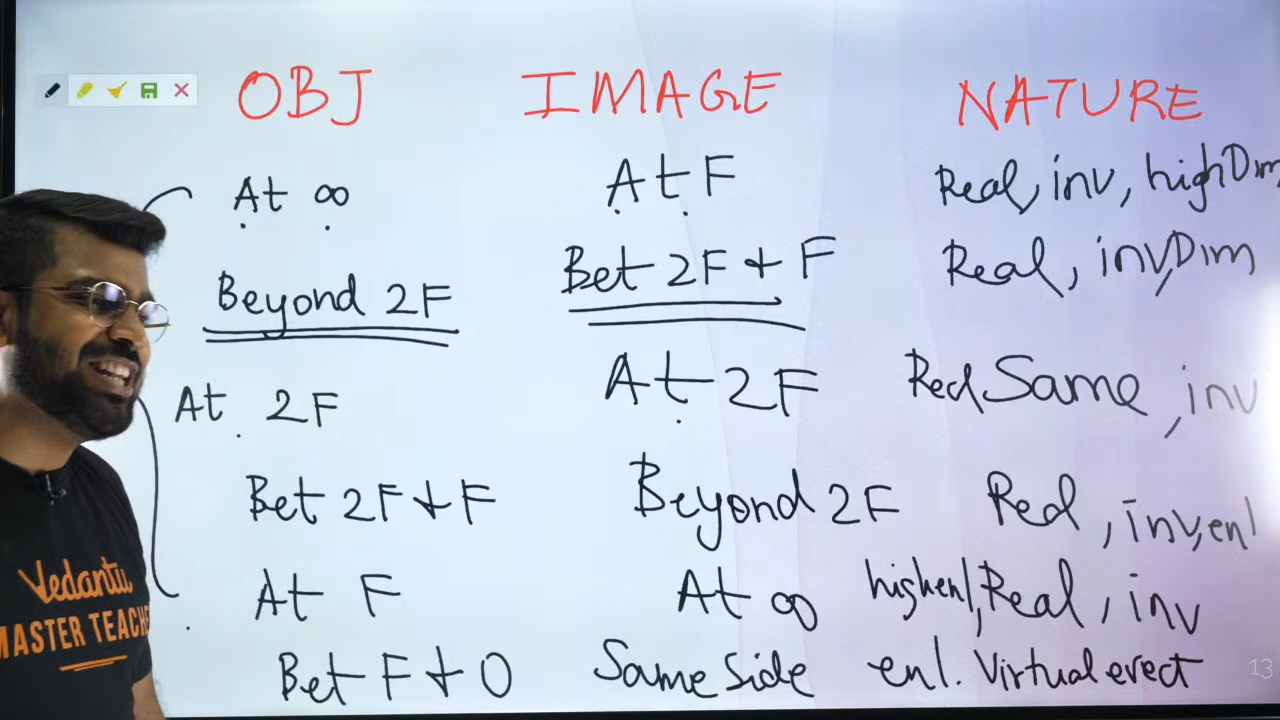 OBJ IMAGE NATURE
At ∞ At F Real, inv, highDim
Beyond 2F Bet 2F + F Real, inv, Dim
At 2F At 2F Real Same, inv
Bet 2F + F Beyond 2F Real, inv, enl
At F At ∞ highenl, Real, inv
Bet F + O Same side enl. Virtual erect
Vedantu
MASTER TEACHE
13